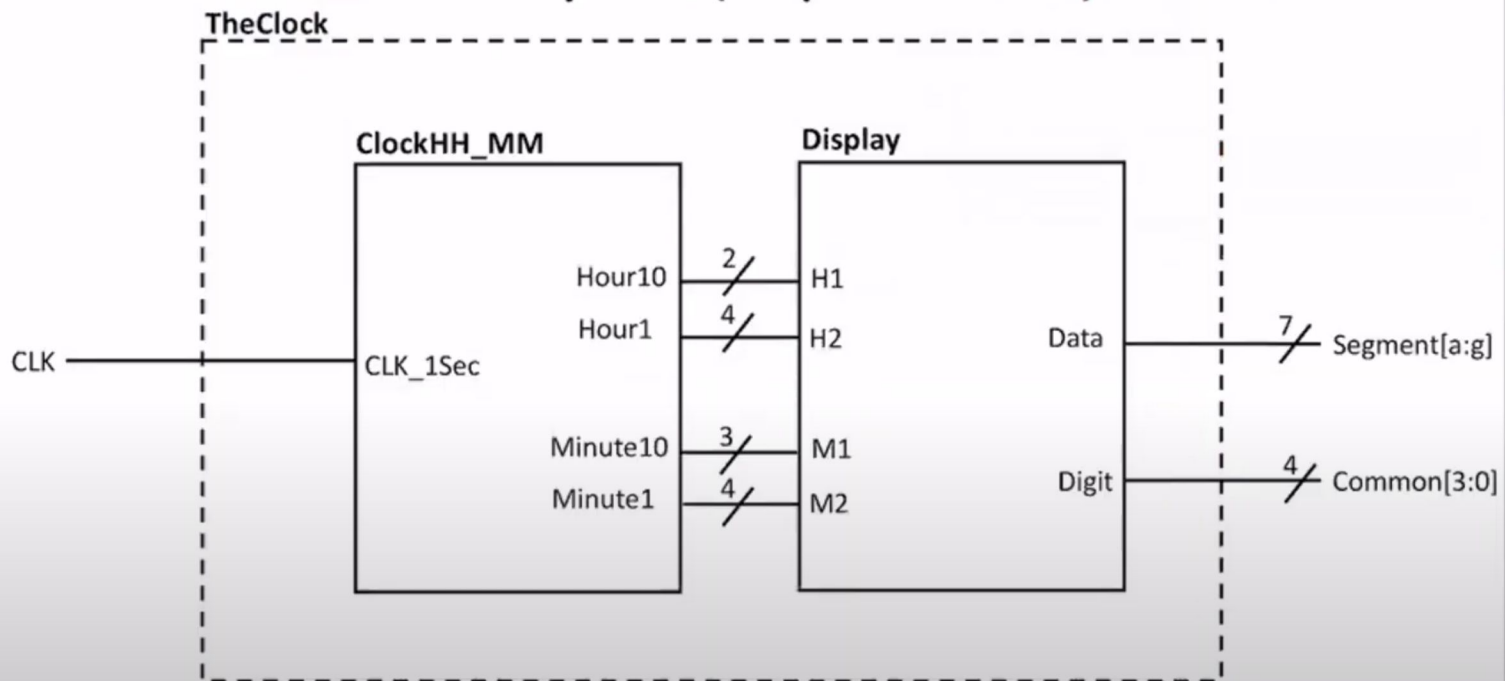 TheClock
ClockHH_MM
Display
Hour10
2
H1
Hour1
4
H2
CLK
CLK_1Sec
Data
7
Segment[a:g]
Minute10
3
M1
Minute1
4
M2
Digit
4
Common[3:0]